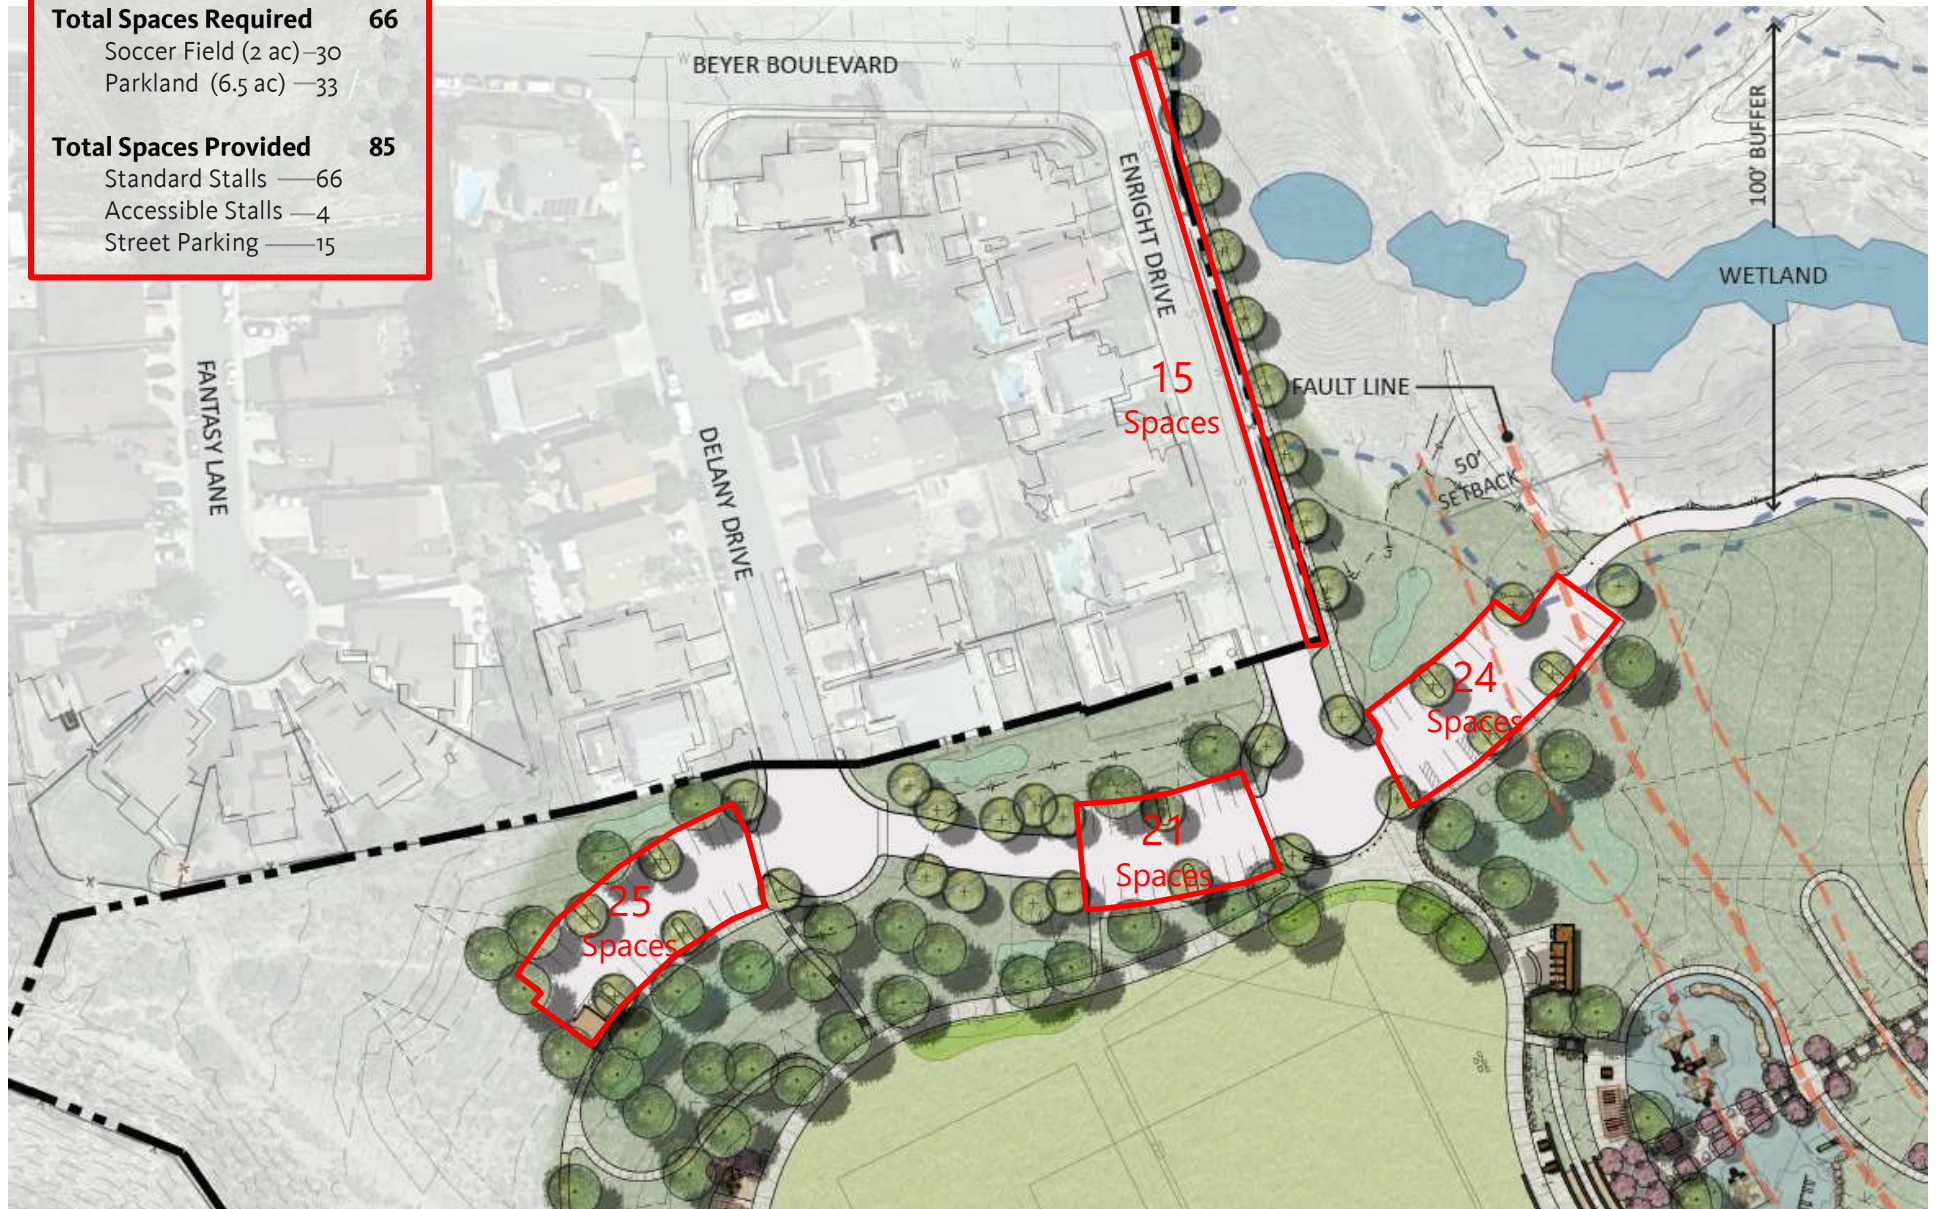 Total Spaces Required 66
Soccer Field (2 ac)—30
Parkland (6.5 ac) —33
Total Spaces Provided 85
Standard Stalls —66
Accessible Stalls —4
Street Parking —15
BEYER BOULEVARD
100' BUFFER
ENRIGHT DRIVE
WETLAND
FANTASY LANE
15
Spaces
FAULT LINE
DELANY DRIVE
50'
SETBACK
24
Spaces
21
Spaces
25
Spaces